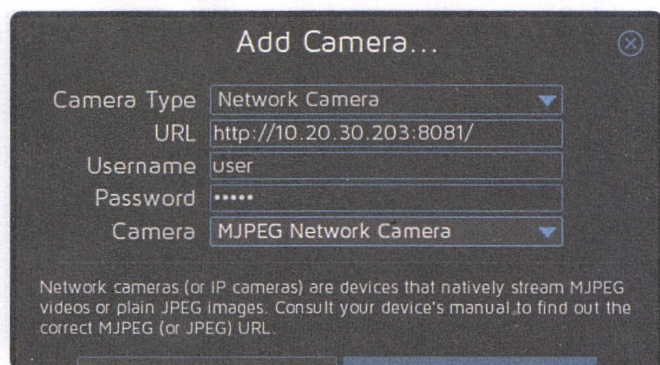 Add Camera...
Camera Type Network Camera
URL http://10.20.30.203:8081/
Username user
Password •••••
Camera MJPEG Network Camera
Network cameras (or IP cameras) are devices that natively stream MJPEG
videos or plain JPEG images. Consult your device's manual to find out the
correct MJPEG (or JPEG) URL.